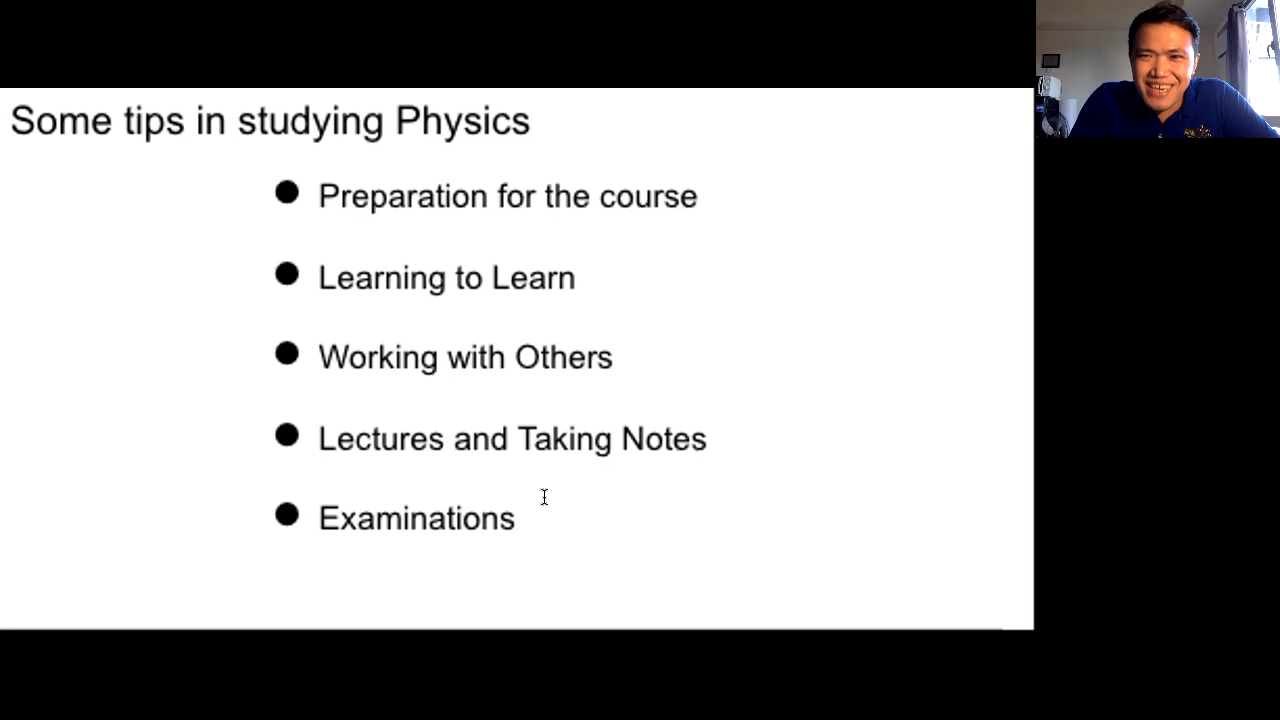 Some tips in studying Physics
Preparation for the course
Learning to Learn
Working with Others
Lectures and Taking Notes
Examinations